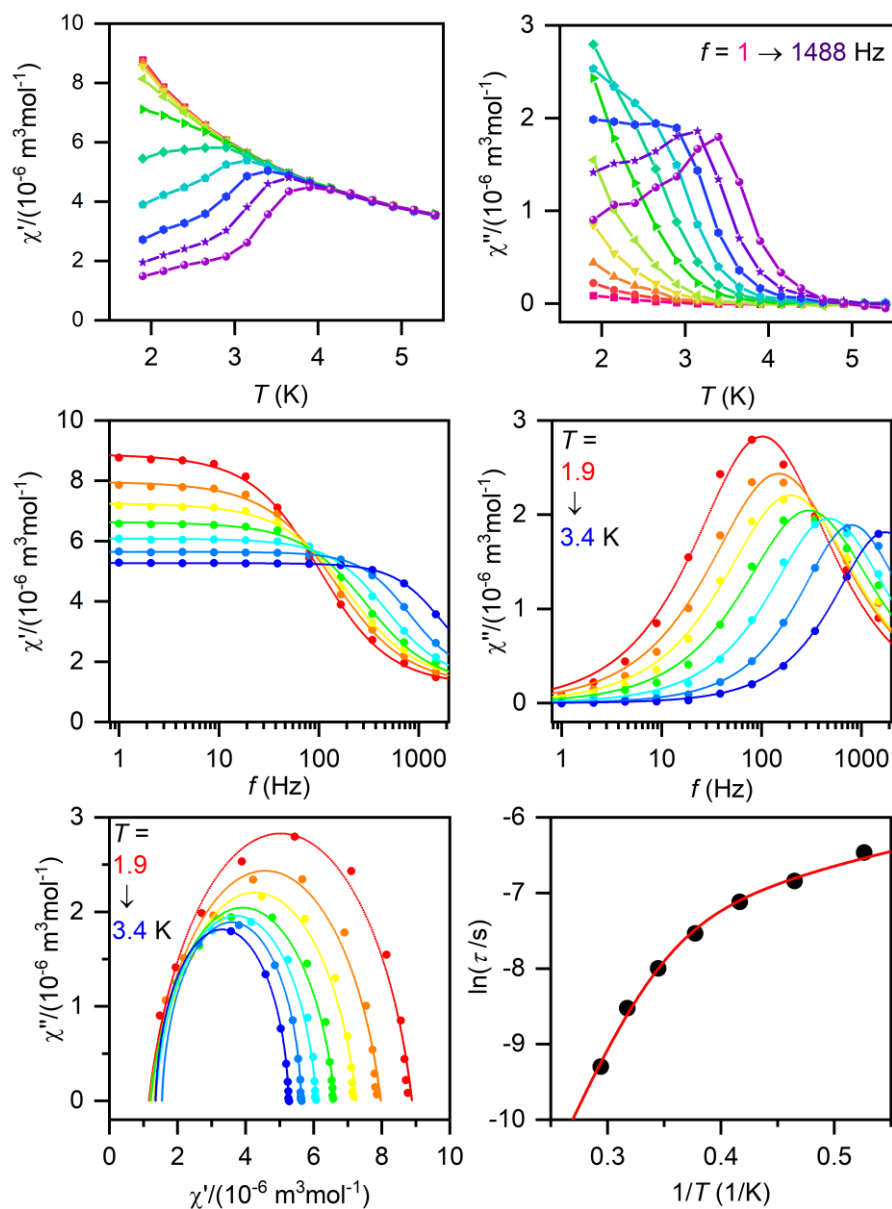 10
8
6
4
2
0
χ'/(10⁻⁶ m³mol⁻¹)
2 3 4 5
T (K)
f = 1 → 1488 Hz
3
2
1
0
χ''/(10⁻⁶ m³mol⁻¹)
2 3 4 5
T (K)
10
8
6
4
2
0
χ'/(10⁻⁶ m³mol⁻¹)
1 10 100 1000
f (Hz)
T =
1.9
↓
3.4 K
3
2
1
0
χ''/(10⁻⁶ m³mol⁻¹)
1 10 100 1000
f (Hz)
T =
1.9
↓
3.4 K
3
2
1
0
χ''/(10⁻⁶ m³mol⁻¹)
0 2 4 6 8 10
χ'/(10⁻⁶ m³mol⁻¹)
-6
-7
-8
-9
-10
ln(τ/s)
0.3 0.4 0.5
1/T (1/K)